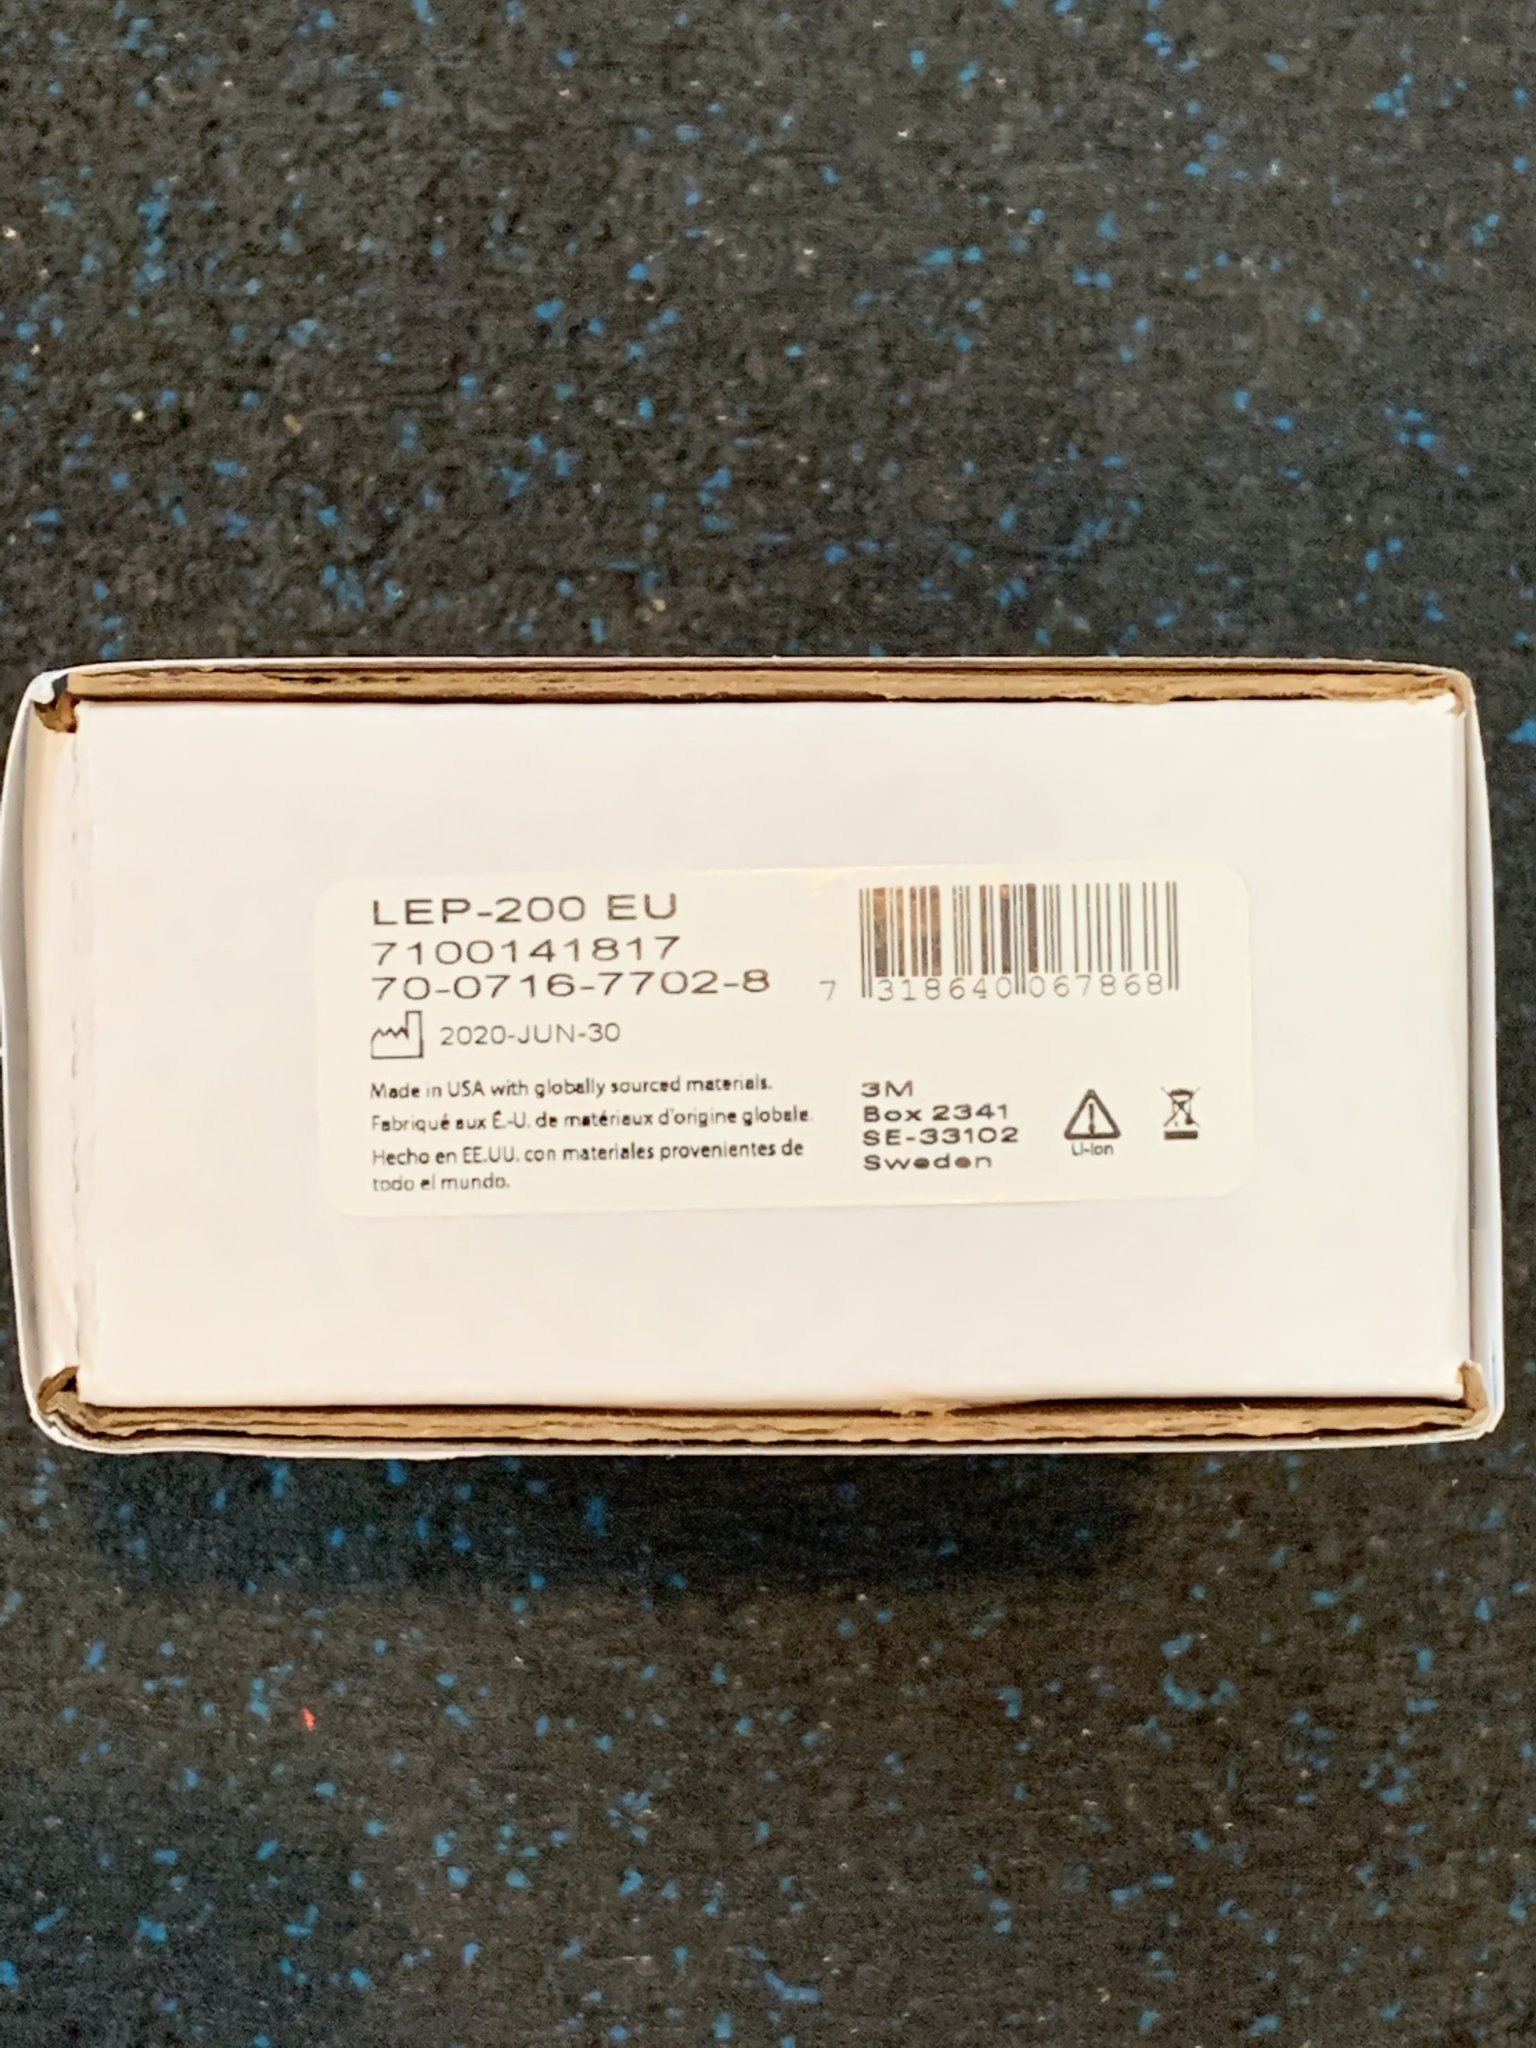 LEP-200 EU
7100141817
70-0716-7702-8
2020-JUN-30
Made in USA with globally sourced materials.
Fabriqué aux É.-U. de matériaux d'origine globale.
Hecho en EE.UU. con materiales provenientes de
todo el mundo.
7 318640 067868
3M
Box 2341
SE-33102
Sweden
Li-Ion